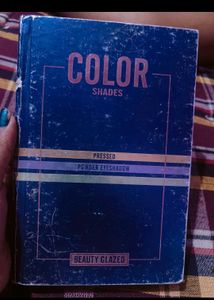 COLOR
SHADES
PRESSED
POWDER EYESHADOW
BEAUTY GLAZED